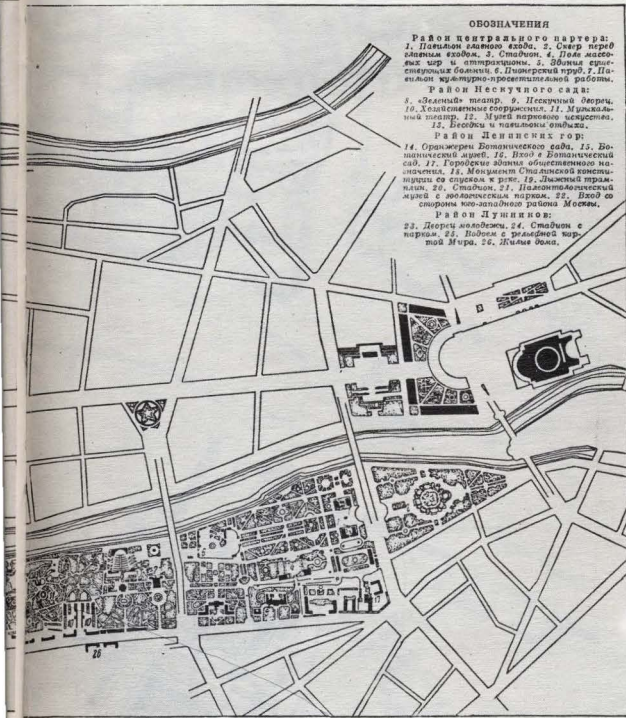 ОБОЗНАЧЕНИЯ
Район центрального партера:
1. Павильон главного входа. 2. Сквер перед
главным входом. 3. Стадион. 4. Поле массо-
вых игр и аттракционы. 5. Здания суще-
ствующих больниц. 6. Пионерский пруд. 7. Па-
вильон культурно-просветительной работы.
Район Нескучного сада:
8. «Зеленый» театр. 9. Нескучный дворец.
10. Хозяйственные сооружения. 11. Музыкаль-
ный театр. 12. Музей паркового искусства.
13. Беседки и павильоны отдыха.
Район Ленинских гор:
14. Оранжереи Ботанического сада. 15. Бо-
танический музей. 16. Вход в Ботанический
сад. 17. Городские здания общественного на-
значения. 18. Монумент Сталинской консти-
туции со спуском к реке. 19. Лыжный трам-
плин. 20. Стадион. 21. Палеонтологический
музей с зоологическим парком. 22. Вход со
стороны юго-западного района Москвы.
Район Лужников:
23. Дворец молодежи. 24. Стадион с
парком. 25. Водоем с рельефной кар-
той Мира. 26. Жилые дома.
26